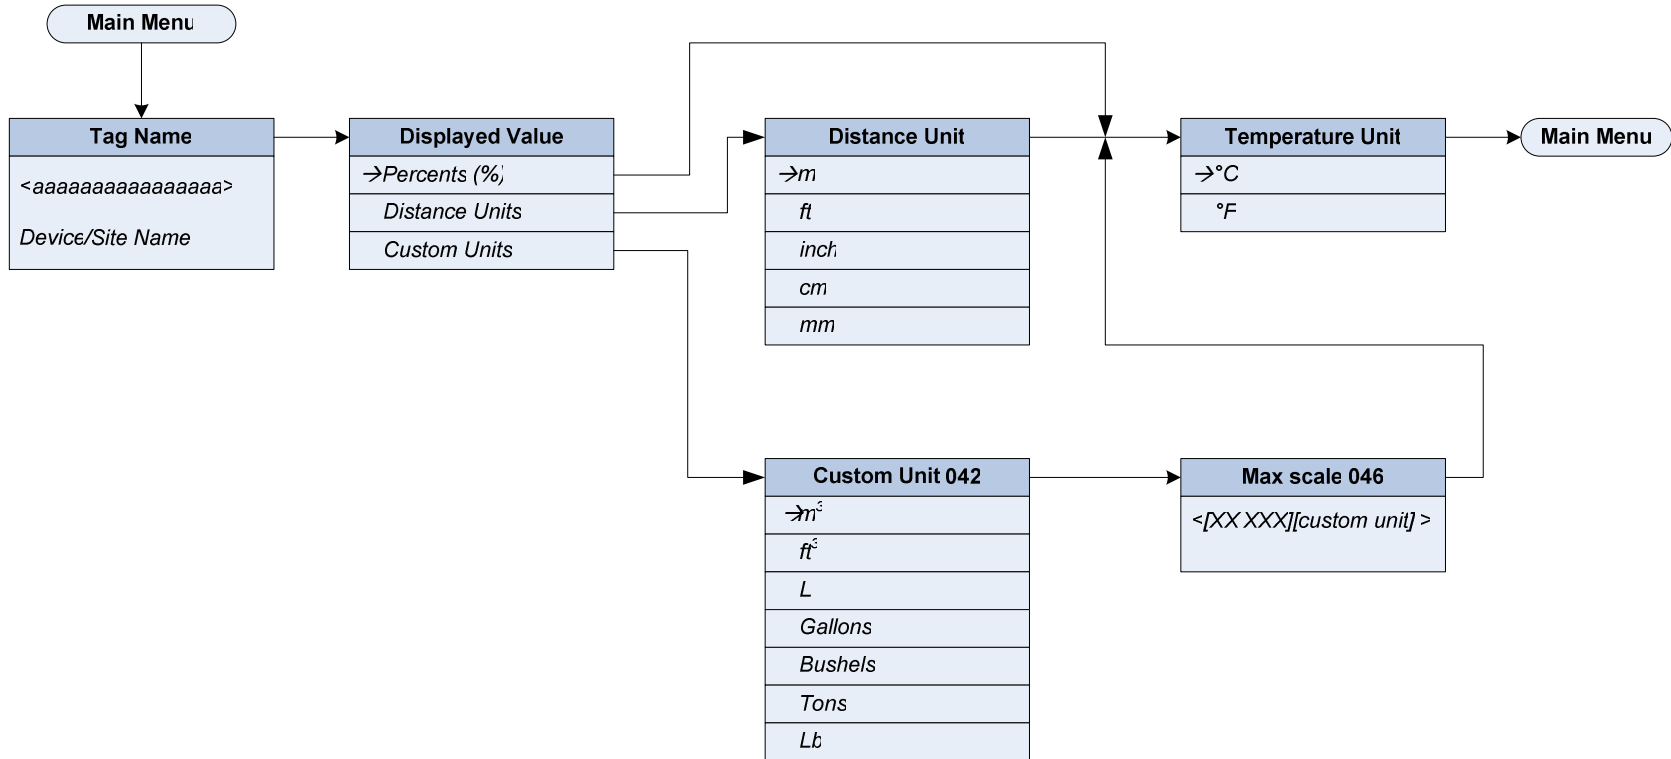 Main Menu
Tag Name
<aaaaaaaaaaaaaaaa>
Device/Site Name
Displayed Value
→Percents (%)
Distance Units
Custom Units
Distance Unit
→m
ft
inch
cm
mm
Temperature Unit
→°C
°F
Main Menu
Custom Unit 042
→m³
ft³
L
Gallons
Bushels
Tons
Lb
Max scale 046
<[XX XXX][custom unit] >